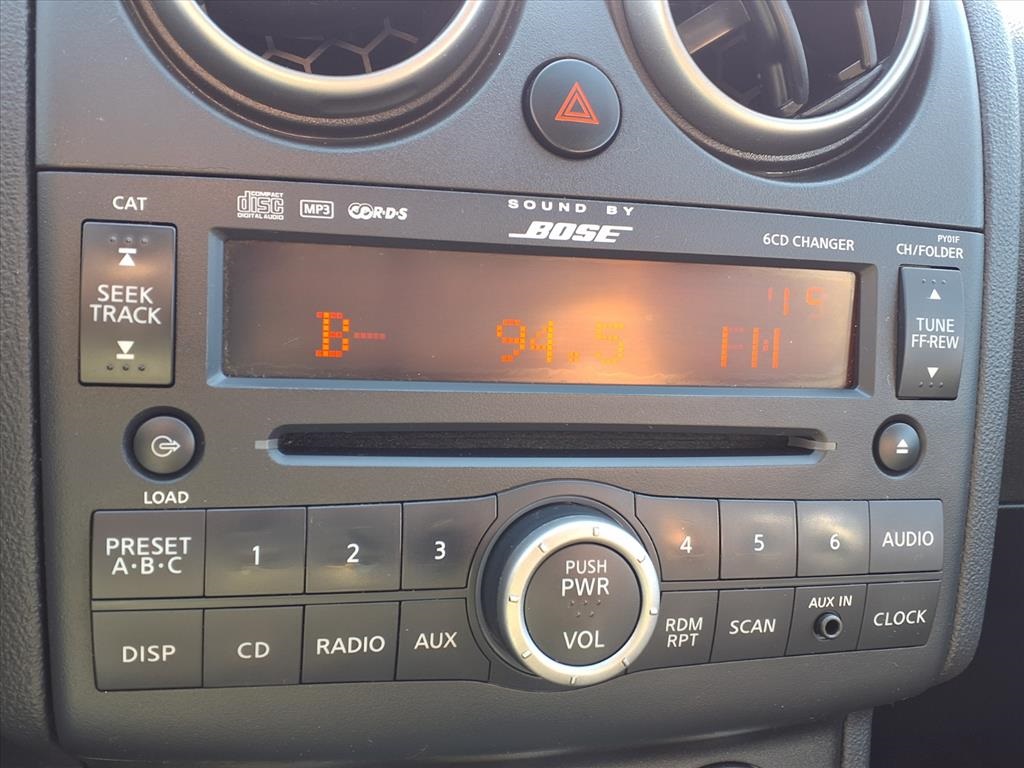 CAT
COMPACT
disc
DIGITAL AUDIO
MP3
R·D·S
SOUND BY
BOSE
6CD CHANGER
PY01F
CH/FOLDER
SEEK
TRACK
B--
94.5
FM
TUNE
FF·REW
LOAD
PRESET
A·B·C
1
2
3
PUSH
PWR
VOL
4
5
6
AUDIO
DISP
CD
RADIO
AUX
RDM
RPT
SCAN
AUX IN
CLOCK